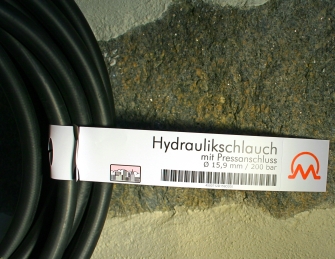 Hydraulikschlauch
mit Pressanschluss
Ø 15,9 mm / 200 bar